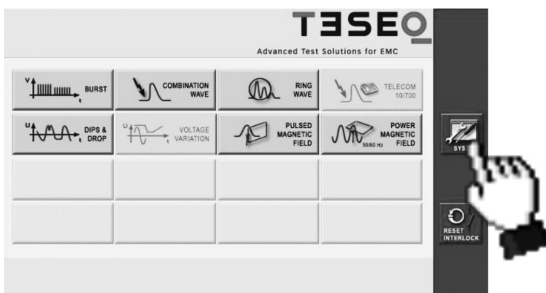 TESEQ
Advanced Test Solutions for EMC
V
t
BURST
COMBINATION
WAVE
RING
WAVE
TELECOM
10/700
U
t
DIPS &
DROP
U
t
VOLTAGE
VARIATION
PULSED
MAGNETIC
FIELD
50/60 Hz
POWER
MAGNETIC
FIELD
SYS
RESET
INTERLOCK